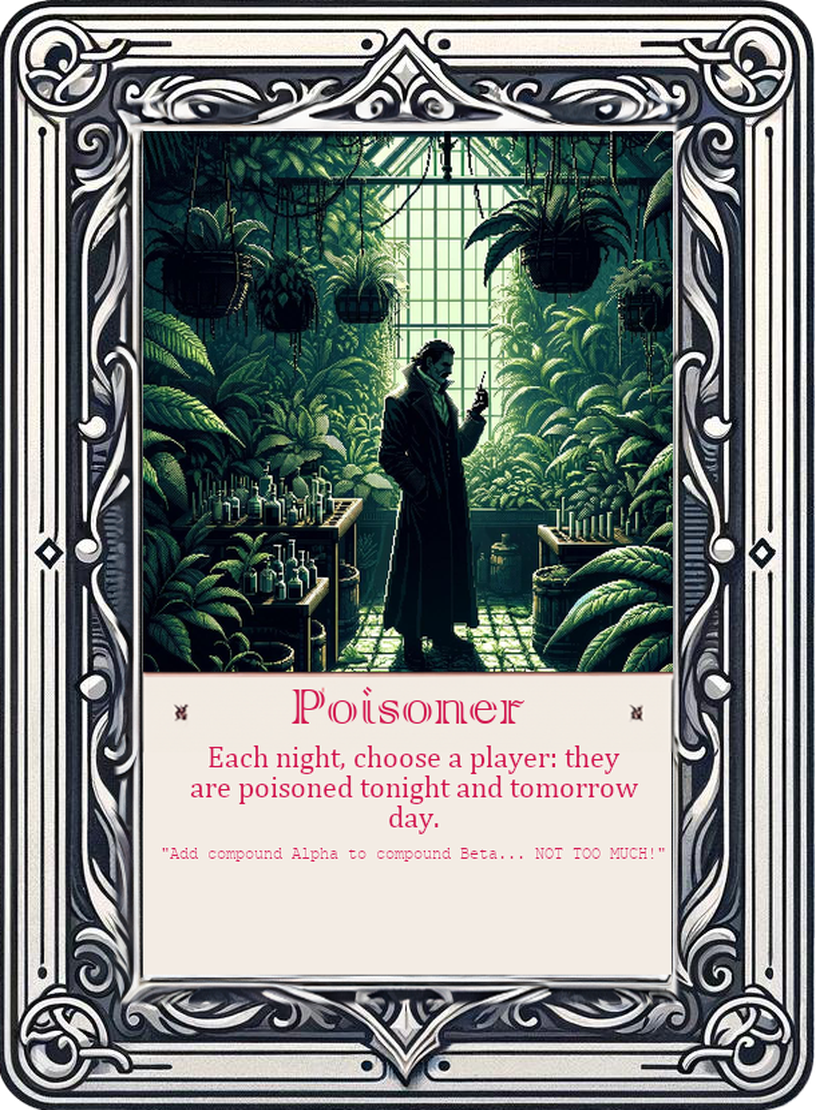 Poisoner
Each night, choose a player: they
are poisoned tonight and tomorrow
day.
"Add compound Alpha to compound Beta... NOT TOO MUCH!"